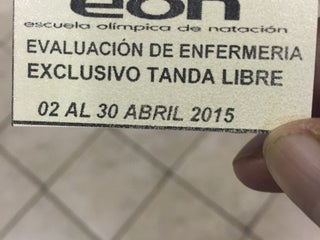 eon
escuela olímpica de natación
EVALUACIÓN DE ENFERMERIA
EXCLUSIVO TANDA LIBRE
02 AL 30 ABRIL 2015